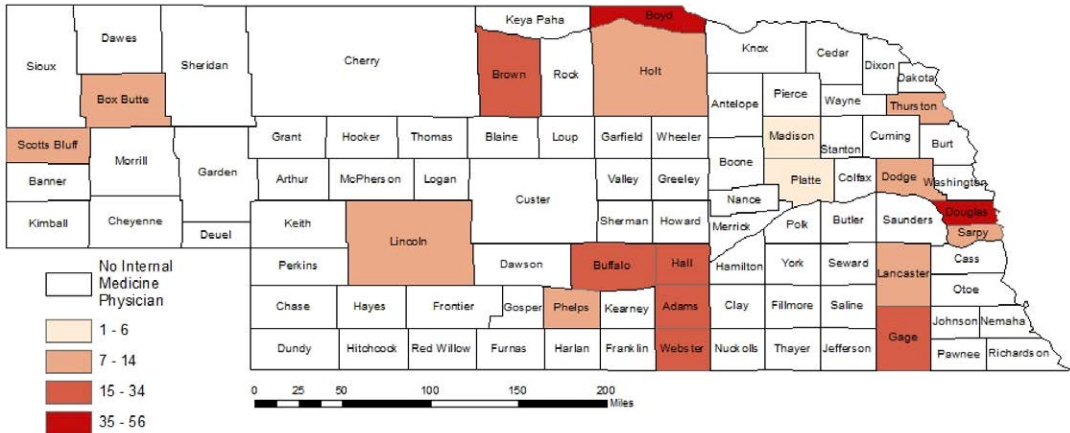 Keya Paha
Boyd
Dawes
Sioux
Sheridan
Cherry
Brown
Rock
Holt
Knox
Cedar
Dixon
Dakota
Box Butte
Antelope
Pierce
Wayne
Thurston
Scotts Bluff
Morrill
Garden
Grant
Hooker
Thomas
Blaine
Loup
Garfield
Wheeler
Madison
Stanton
Cuming
Burt
Banner
Arthur
McPherson
Logan
Custer
Valley
Greeley
Boone
Platte
Colfax
Dodge
Washington
Nance
Kimball
Cheyenne
Deuel
Keith
Lincoln
Sherman
Howard
Merrick
Polk
Butler
Saunders
Douglas
Sarpy
Perkins
Dawson
Buffalo
Hall
Hamilton
York
Seward
Lancaster
Cass
Otoe
Chase
Hayes
Frontier
Gosper
Phelps
Kearney
Adams
Clay
Fillmore
Saline
Gage
Johnson
Nemaha
Dundy
Hitchcock
Red Willow
Furnas
Harlan
Franklin
Webster
Nuckolls
Thayer
Jefferson
Pawnee
Richardson
No Internal
Medicine
Physician
1 - 6
7 - 14
15 - 34
35 - 56
0 25 50 100 150 200
Miles